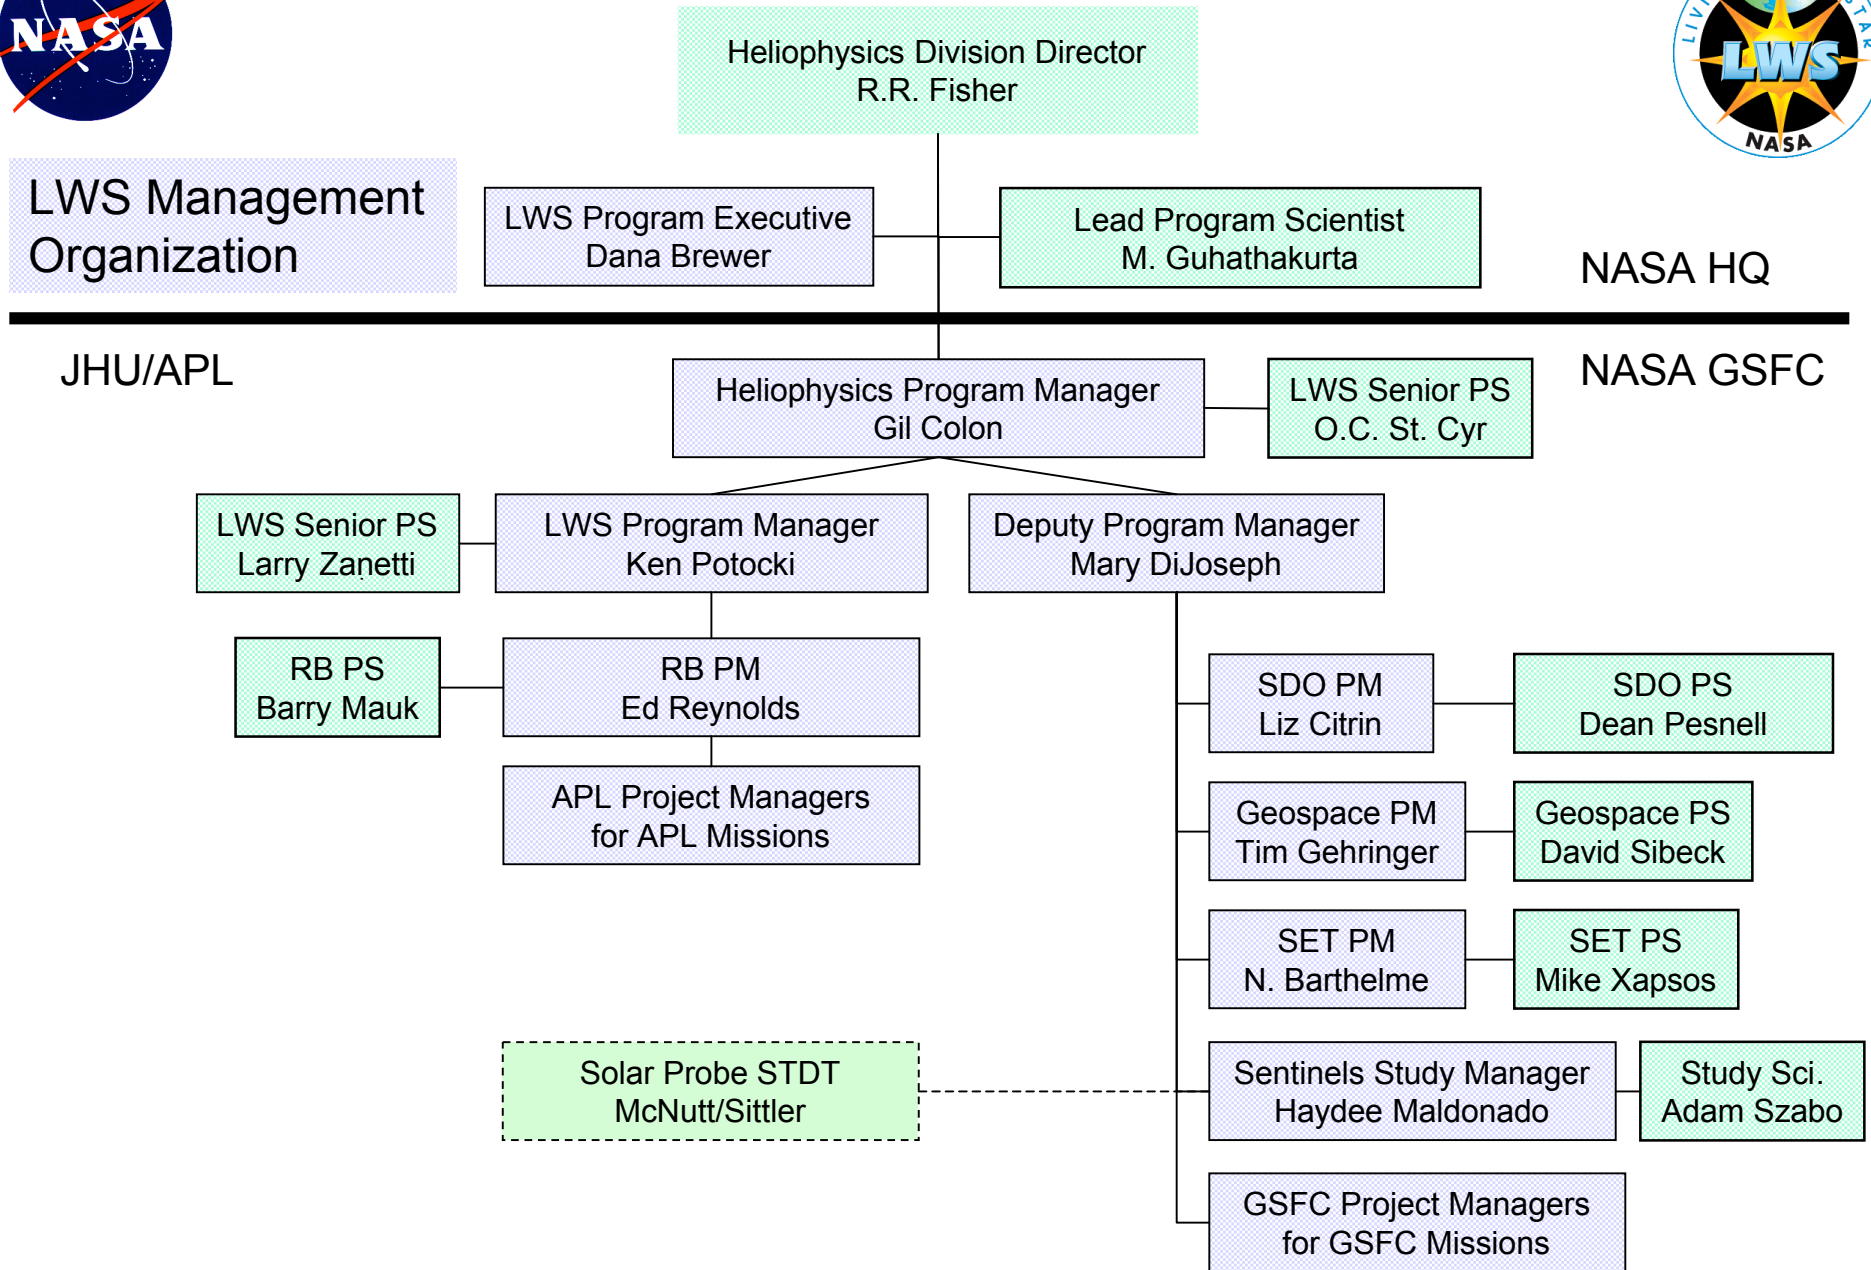 NASA
Heliophysics Division Director
R.R. Fisher
LWS
NASA
LWS Management
Organization
LWS Program Executive
Dana Brewer
Lead Program Scientist
M. Guhathakurta
NASA HQ
JHU/APL
NASA GSFC
Heliophysics Program Manager
Gil Colon
LWS Senior PS
O.C. St. Cyr
LWS Senior PS
Larry Zanetti
LWS Program Manager
Ken Potocki
Deputy Program Manager
Mary DiJoseph
RB PS
Barry Mauk
RB PM
Ed Reynolds
SDO PM
Liz Citrin
SDO PS
Dean Pesnell
APL Project Managers
for APL Missions
Geospace PM
Tim Gehringer
Geospace PS
David Sibeck
SET PM
N. Barthelme
SET PS
Mike Xapsos
Solar Probe STDT
McNutt/Sittler
Sentinels Study Manager
Haydee Maldonado
Study Sci.
Adam Szabo
GSFC Project Managers
for GSFC Missions